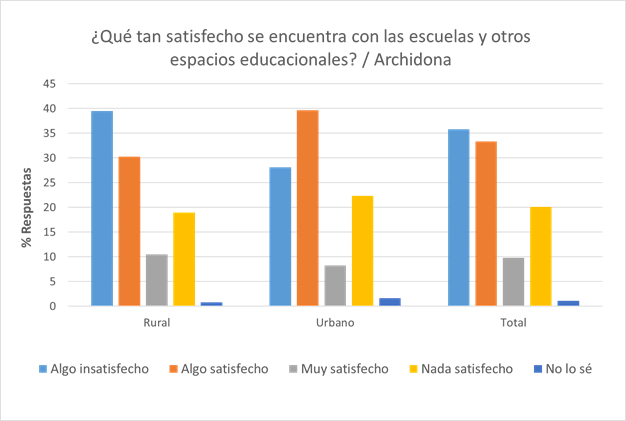 ¿Qué tan satisfecho se encuentra con las escuelas y otros
espacios educacionales? / Archidona
45
40
35
30
25
20
15
10
5
0
% Respuestas
Rural Urbano Total
Algo insatisfecho Algo satisfecho Muy satisfecho Nada satisfecho No lo sé